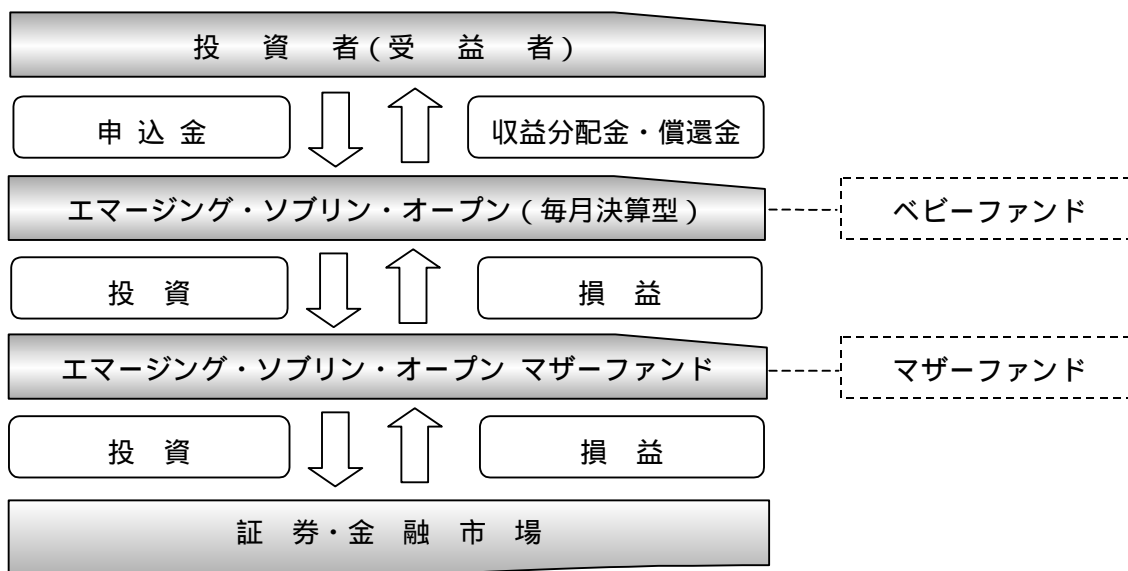 投 資 者(受 益 者)
申 込 金
収益分配金・償還金
エマージング・ソブリン・オープン(毎月決算型)
ベビーファンド
投 資
損 益
エマージング・ソブリン・オープン マザーファンド
マザーファンド
投 資
損 益
証 券・金 融 市 場